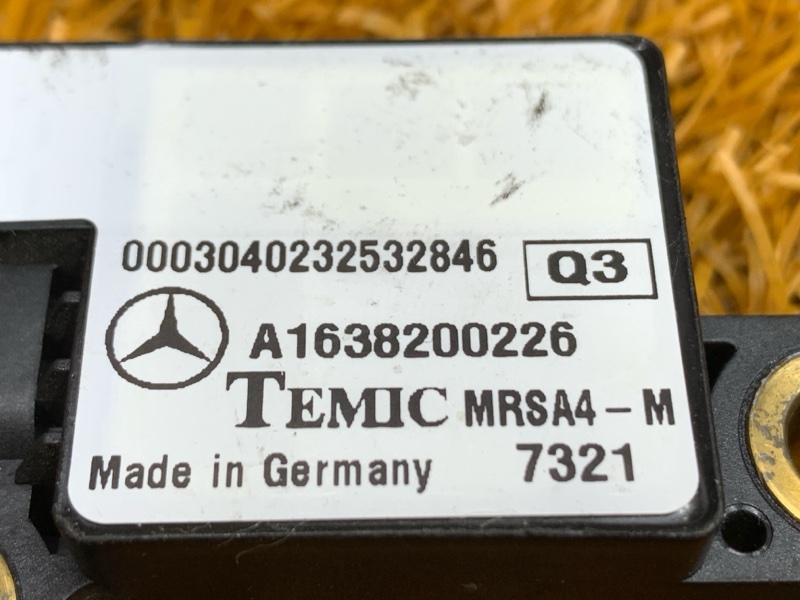 0003040232532846 Q3
A1638200226
TEMIC MRSA4-M
Made in Germany 7321